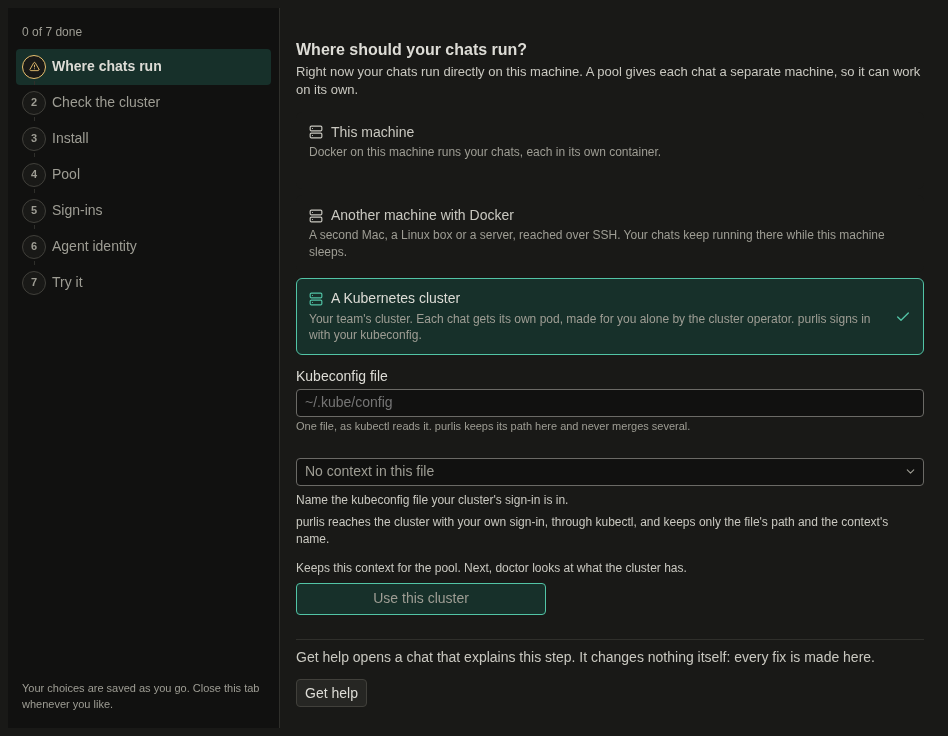 0 of 7 done
Where chats run
2 Check the cluster
3 Install
4 Pool
5 Sign-ins
6 Agent identity
7 Try it
Your choices are saved as you go. Close this tab
whenever you like.
Where should your chats run?
Right now your chats run directly on this machine. A pool gives each chat a separate machine, so it can work
on its own.
This machine
Docker on this machine runs your chats, each in its own container.
Another machine with Docker
A second Mac, a Linux box or a server, reached over SSH. Your chats keep running there while this machine
sleeps.
A Kubernetes cluster
Your team's cluster. Each chat gets its own pod, made for you alone by the cluster operator. purlis signs in
with your kubeconfig.
Kubeconfig file
~/.kube/config
One file, as kubectl reads it. purlis keeps its path here and never merges several.
No context in this file
Name the kubeconfig file your cluster's sign-in is in.
purlis reaches the cluster with your own sign-in, through kubectl, and keeps only the file's path and the context's
name.
Keeps this context for the pool. Next, doctor looks at what the cluster has.
Use this cluster
Get help opens a chat that explains this step. It changes nothing itself: every fix is made here.
Get help